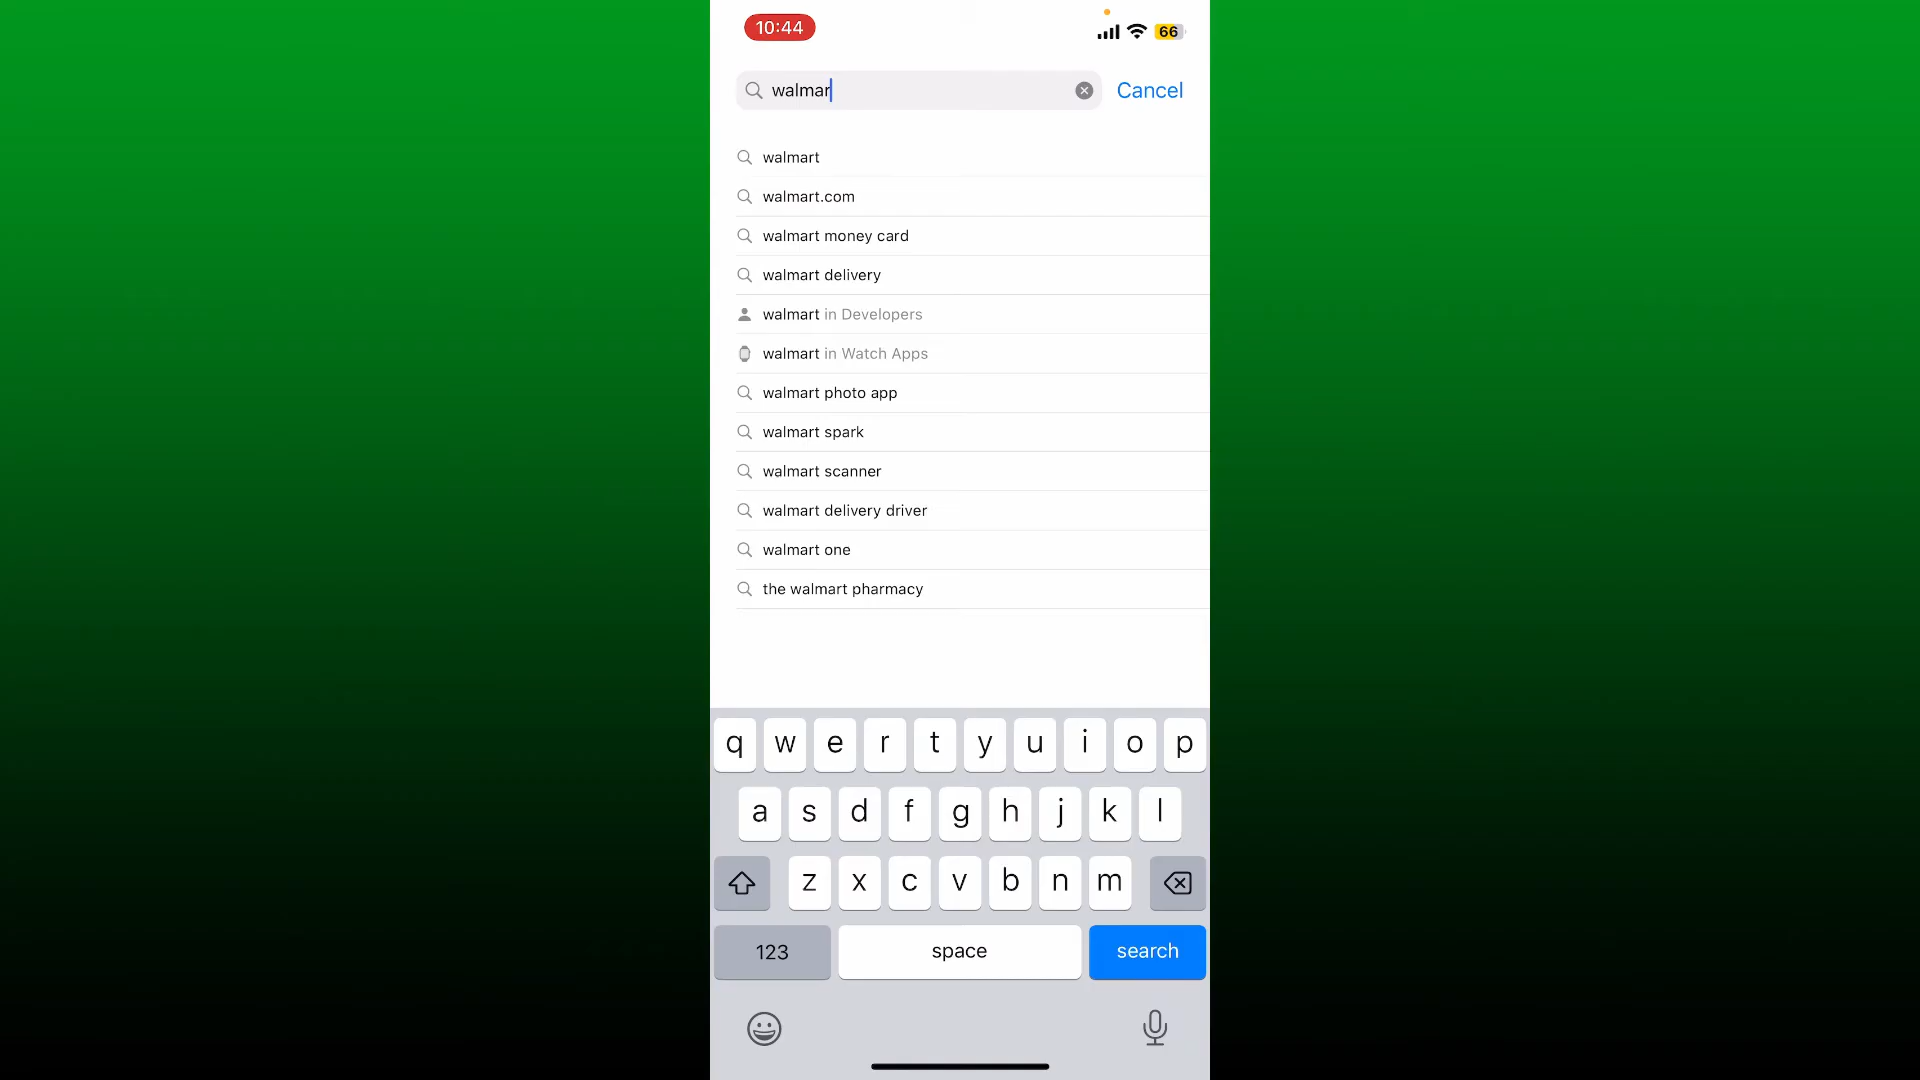 10:44
66
walmar
Cancel
walmart
walmart.com
walmart money card
walmart delivery
walmart in Developers
walmart in Watch Apps
walmart photo app
walmart spark
walmart scanner
walmart delivery driver
walmart one
the walmart pharmacy
q w e r t y u i o p
a s d f g h j k l
z x c v b n m
123 space search